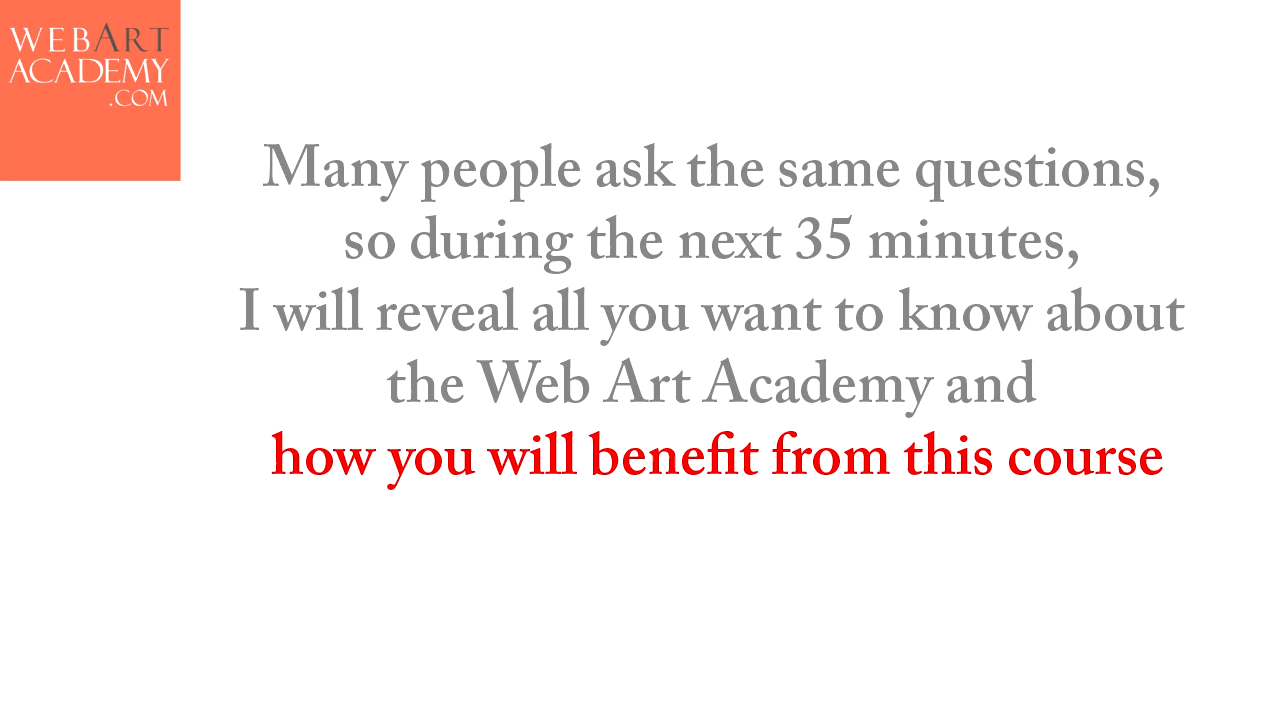 WEBART
ACADEMY
.COM
Many people ask the same questions,
so during the next 35 minutes,
I will reveal all you want to know about
the Web Art Academy and
how you will benefit from this course